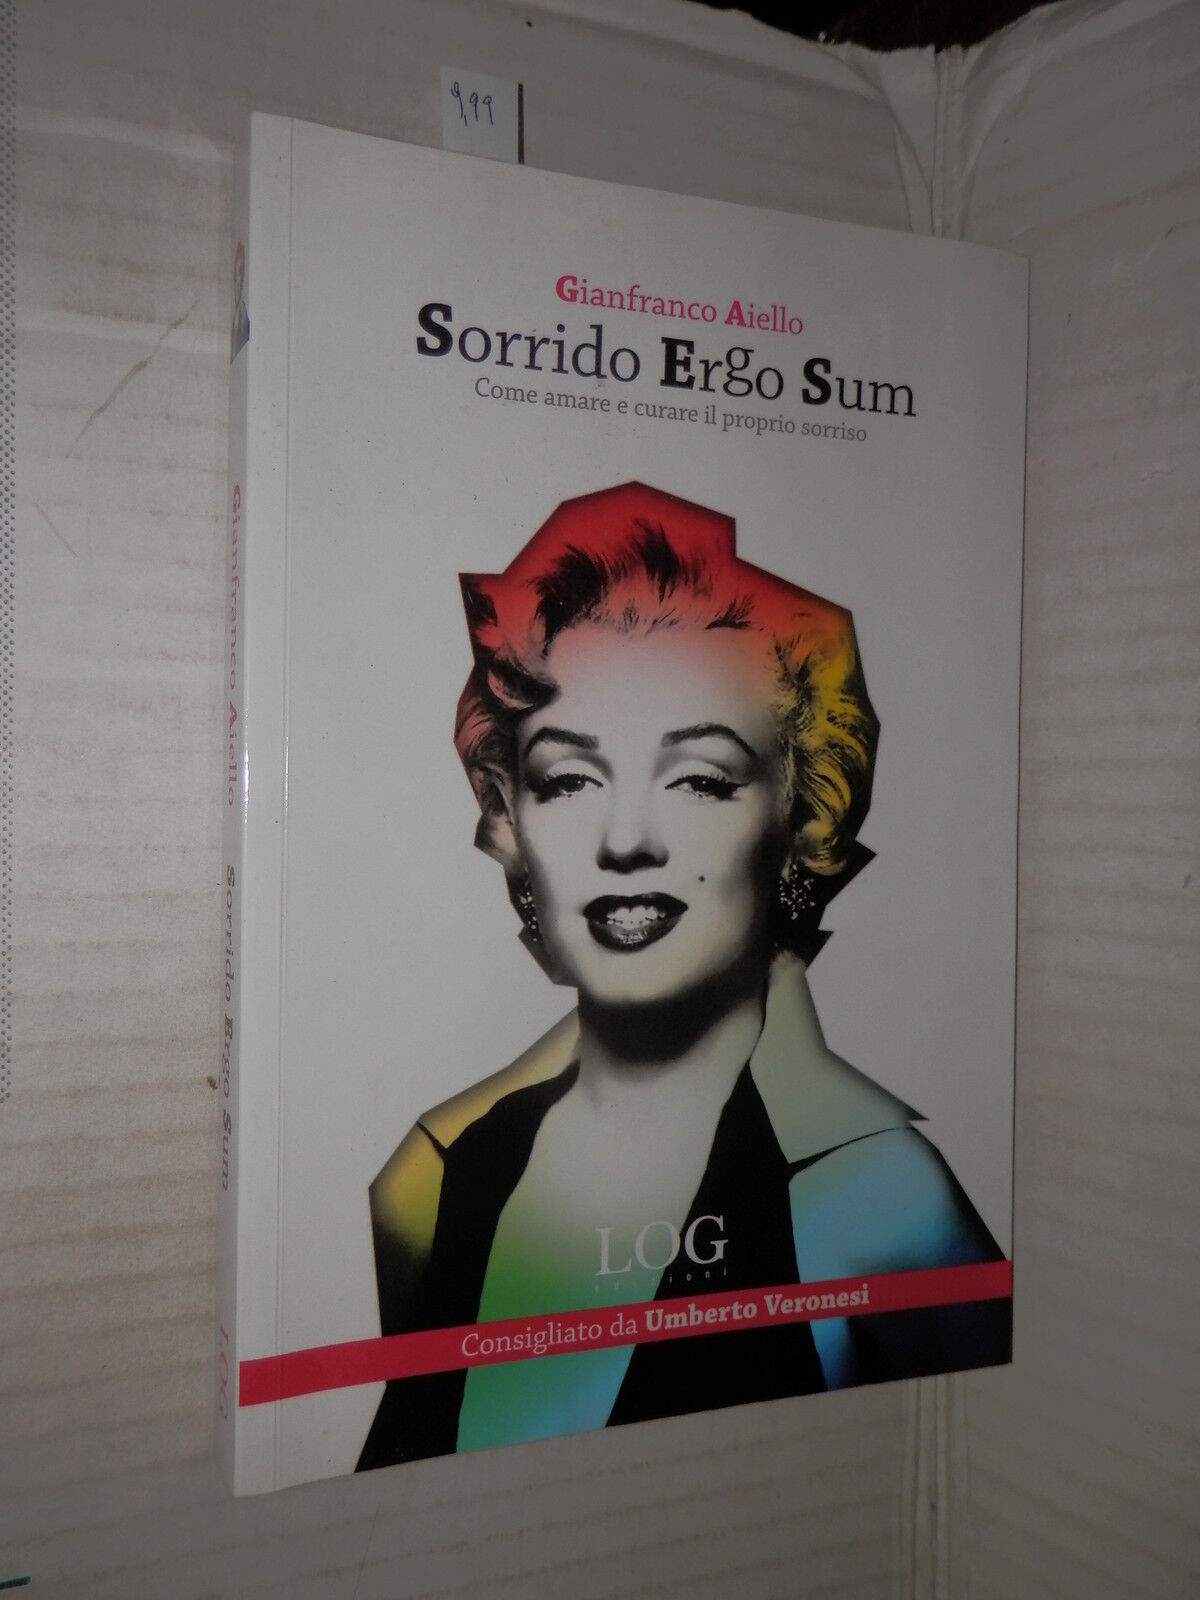 9,99
Gianfranco Aiello
Sorrido Ergo Sum
Come amare e curare il proprio sorriso
LOG
edizioni
Consigliato da Umberto Veronesi
Gianfranco Aiello Sorrido Ergo Sum LOG